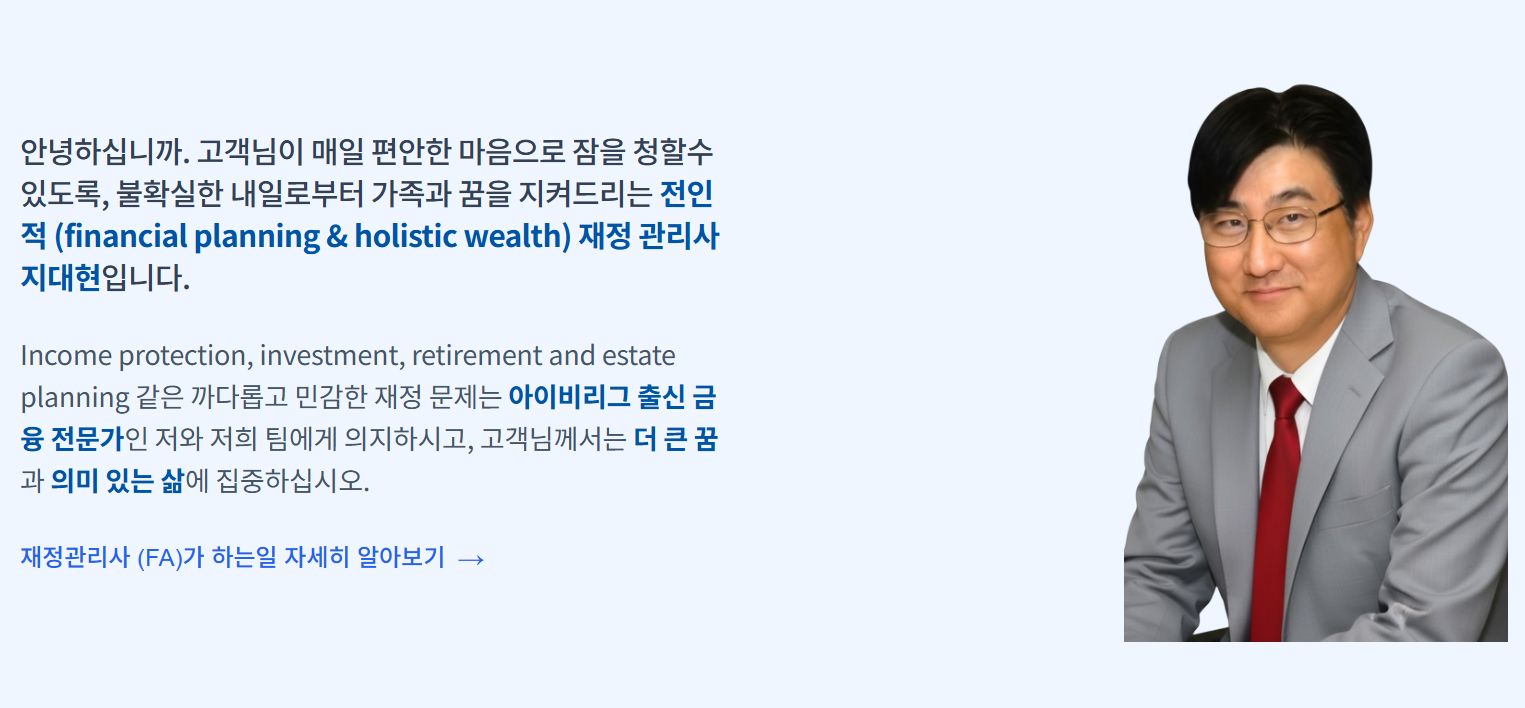 안녕하십니까. 고객님이 매일 편안한 마음으로 잠을 청할수
있도록, 불확실한 내일로부터 가족과 꿈을 지켜드리는 전인
적 (financial planning & holistic wealth) 재정 관리사
지대현입니다.
Income protection, investment, retirement and estate
planning 같은 까다롭고 민감한 재정 문제는 아이비리그 출신 금
융 전문가인 저와 저희 팀에게 의지하시고, 고객님께서는 더 큰 꿈
과 의미 있는 삶에 집중하십시오.
재정관리사 (FA)가 하는일 자세히 알아보기 →